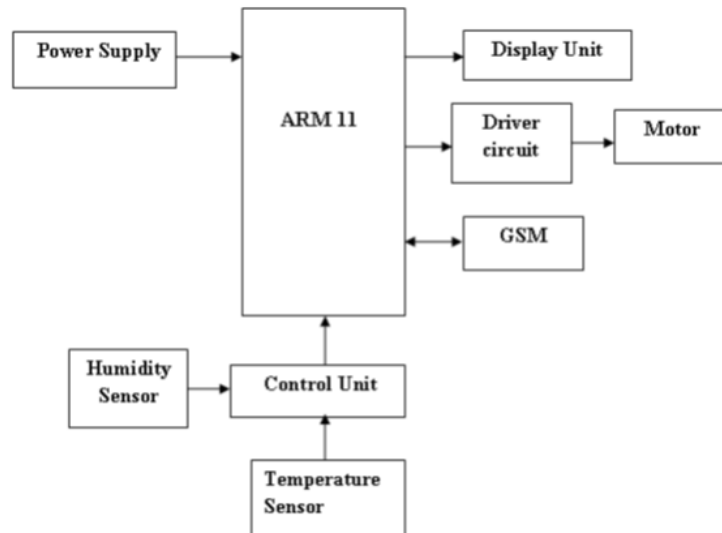 Power Supply
ARM 11
Display Unit
Driver
circuit
Motor
GSM
Humidity
Sensor
Control Unit
Temperature
Sensor